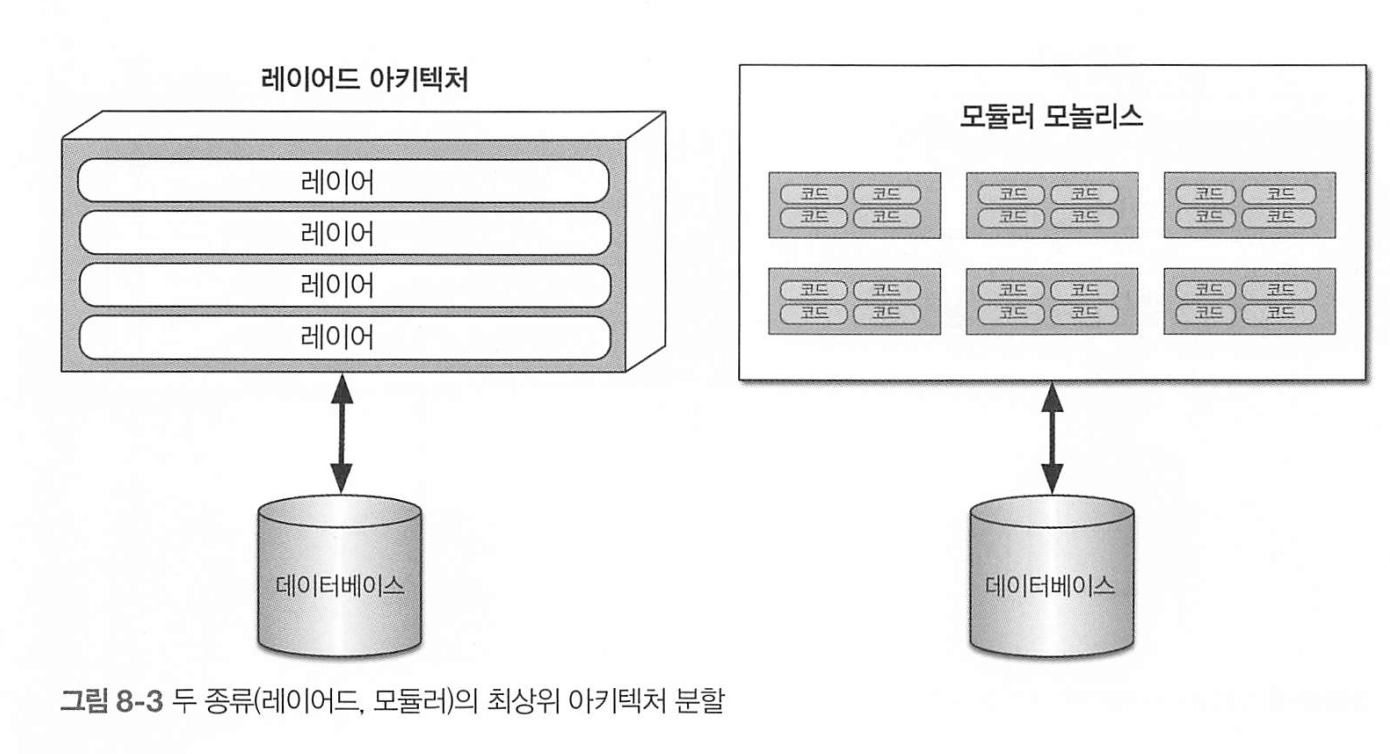 레이어드 아키텍처
레이어
레이어
레이어
레이어
데이터베이스
모듈러 모놀리스
코드 코드 코드 코드 코드 코드
코드 코드 코드 코드 코드 코드
코드 코드 코드 코드 코드 코드
코드 코드 코드 코드 코드 코드
데이터베이스
그림 8-3 두 종류(레이어드, 모듈러)의 최상위 아키텍처 분할